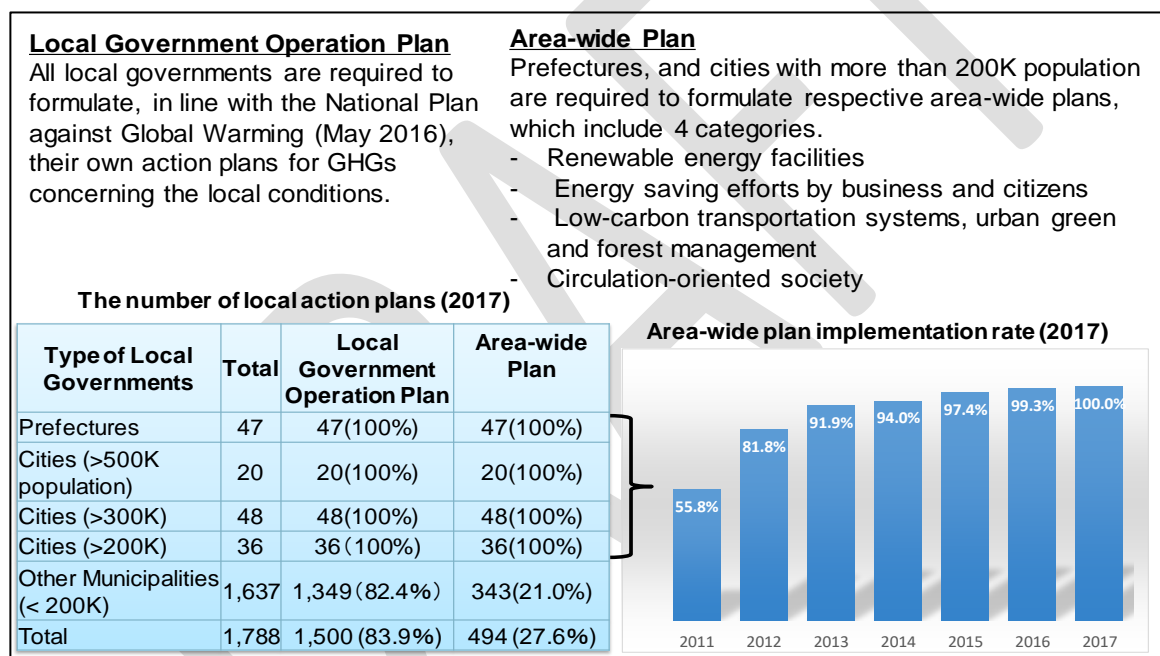 Local Government Operation Plan
All local governments are required to
formulate, in line with the National Plan
against Global Warming (May 2016),
their own action plans for GHGs
concerning the local conditions.
Area-wide Plan
Prefectures, and cities with more than 200K population
are required to formulate respective area-wide plans,
which include 4 categories.
- Renewable energy facilities
- Energy saving efforts by business and citizens
- Low-carbon transportation systems, urban green
and forest management
- Circulation-oriented society
The number of local action plans (2017)
Type of Local Governments Total Local Government Operation Plan Area-wide Plan
Prefectures 47 47(100%) 47(100%)
Cities (>500K population) 20 20(100%) 20(100%)
Cities (>300K) 48 48(100%) 48(100%)
Cities (>200K) 36 36（100%) 36(100%)
Other Municipalities (< 200K) 1,637 1,349（82.4%） 343(21.0%)
Total 1,788 1,500 (83.9%) 494 (27.6%)
Area-wide plan implementation rate (2017)
55.8% 81.8% 91.9% 94.0% 97.4% 99.3% 100.0%
2011 2012 2013 2014 2015 2016 2017